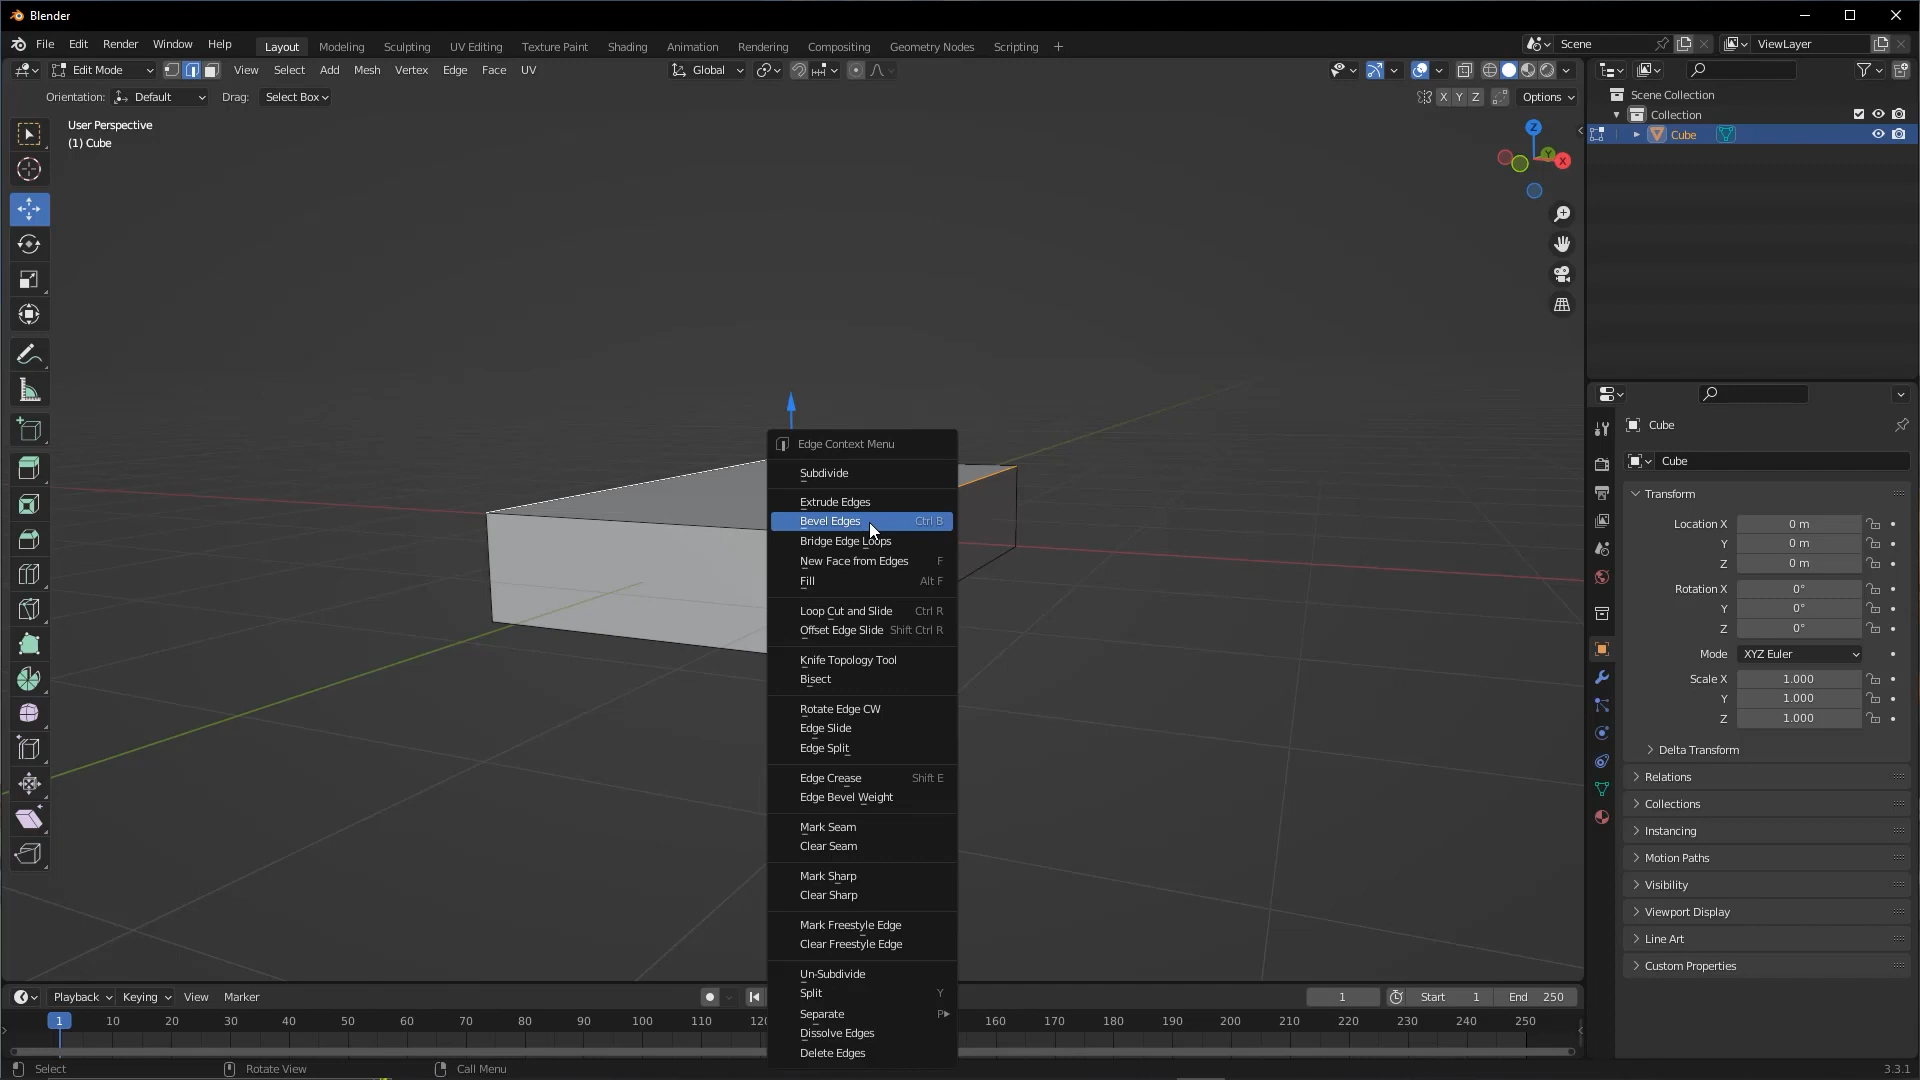 Blender
File Edit Render Window Help Layout Modeling Sculpting UV Editing Texture Paint Shading Animation Rendering Compositing Geometry Nodes Scripting + Scene ViewLayer
Edit Mode View Select Add Mesh Vertex Edge Face UV Global
Orientation: Default Drag: Select Box X Y Z Options
User Perspective
(1) Cube
Z
Y
X
Scene Collection
Collection
Cube
Cube
Cube
Transform
Location X 0 m
Y 0 m
Z 0 m
Rotation X 0°
Y 0°
Z 0°
Mode XYZ Euler
Scale X 1.000
Y 1.000
Z 1.000
Delta Transform
Relations
Collections
Instancing
Motion Paths
Visibility
Viewport Display
Line Art
Custom Properties
Edge Context Menu
Subdivide
Extrude Edges
Bevel Edges Ctrl B
Bridge Edge Loops
New Face from Edges F
Fill Alt F
Loop Cut and Slide Ctrl R
Offset Edge Slide Shift Ctrl R
Knife Topology Tool
Bisect
Rotate Edge CW
Edge Slide
Edge Split
Edge Crease Shift E
Edge Bevel Weight
Mark Seam
Clear Seam
Mark Sharp
Clear Sharp
Mark Freestyle Edge
Clear Freestyle Edge
Un-Subdivide
Split Y
Separate P
Dissolve Edges
Delete Edges
Playback Keying View Marker 1 Start 1 End 250
1 10 20 30 40 50 60 70 80 90 100 110 160 170 180 190 200 210 220 230 240 250
Select Rotate View Call Menu 3.3.1